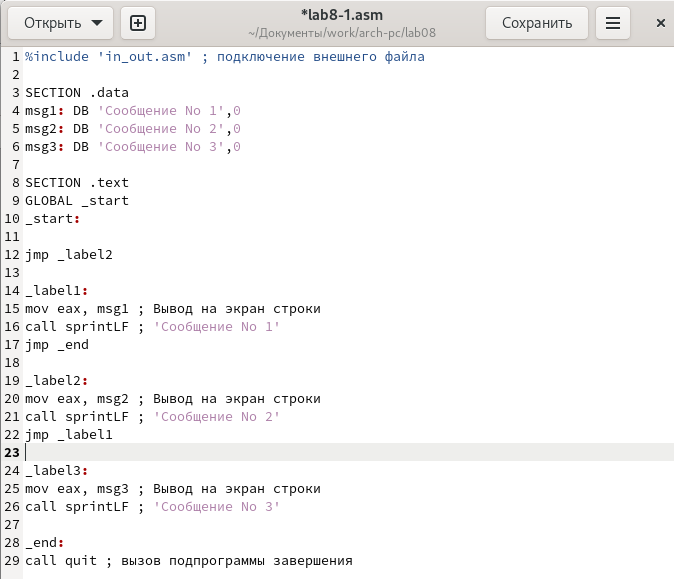 Открыть
*lab8-1.asm
~/Документы/work/arch-pc/lab08
Сохранить
1 %include 'in_out.asm' ; подключение внешнего файла
2
3 SECTION .data
4 msg1: DB 'Сообщение No 1',0
5 msg2: DB 'Сообщение No 2',0
6 msg3: DB 'Сообщение No 3',0
7
8 SECTION .text
9 GLOBAL _start
10 _start:
11
12 jmp _label2
13
14 _label1:
15 mov eax, msg1 ; Вывод на экран строки
16 call sprintLF ; 'Сообщение No 1'
17 jmp _end
18
19 _label2:
20 mov eax, msg2 ; Вывод на экран строки
21 call sprintLF ; 'Сообщение No 2'
22 jmp _label1
23
24 _label3:
25 mov eax, msg3 ; Вывод на экран строки
26 call sprintLF ; 'Сообщение No 3'
27
28 _end:
29 call quit ; вызов подпрограммы завершения